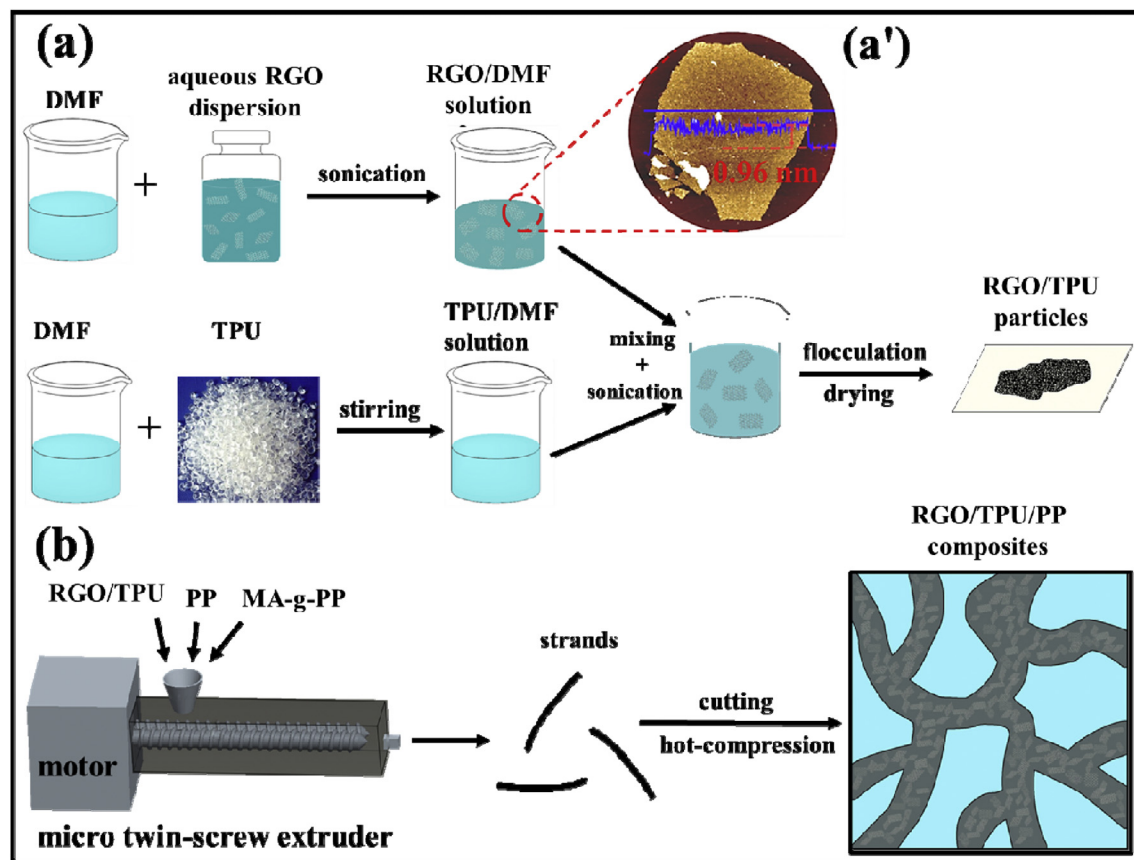 (a)
(a')
DMF
+
aqueous RGO
dispersion
sonication
RGO/DMF
solution
0.96 nm
DMF
+
TPU
stirring
TPU/DMF
solution
mixing
+
sonication
flocculation
drying
RGO/TPU
particles
(b)
RGO/TPU
PP
MA-g-PP
motor
micro twin-screw extruder
strands
cutting
hot-compression
RGO/TPU/PP
composites